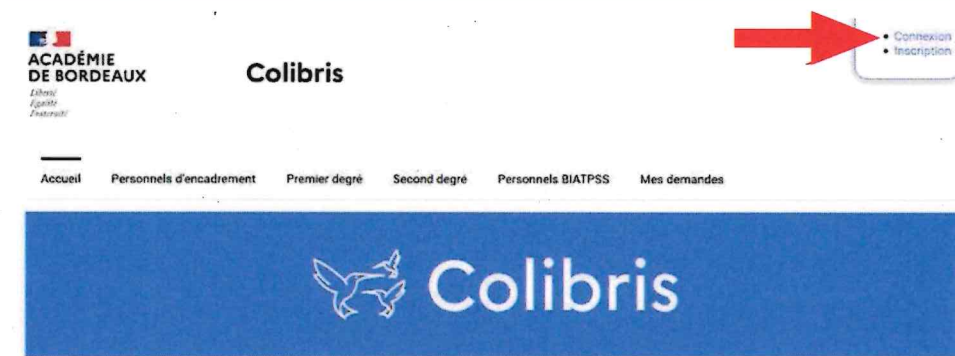 ACADÉMIE
DE BORDEAUX
Liberté
Égalité
Fraternité
Colibris
Connexion
Inscription
Accueil Personnels d'encadrement Premier degré Second degré Personnels BIATPSS Mes demandes
Colibris